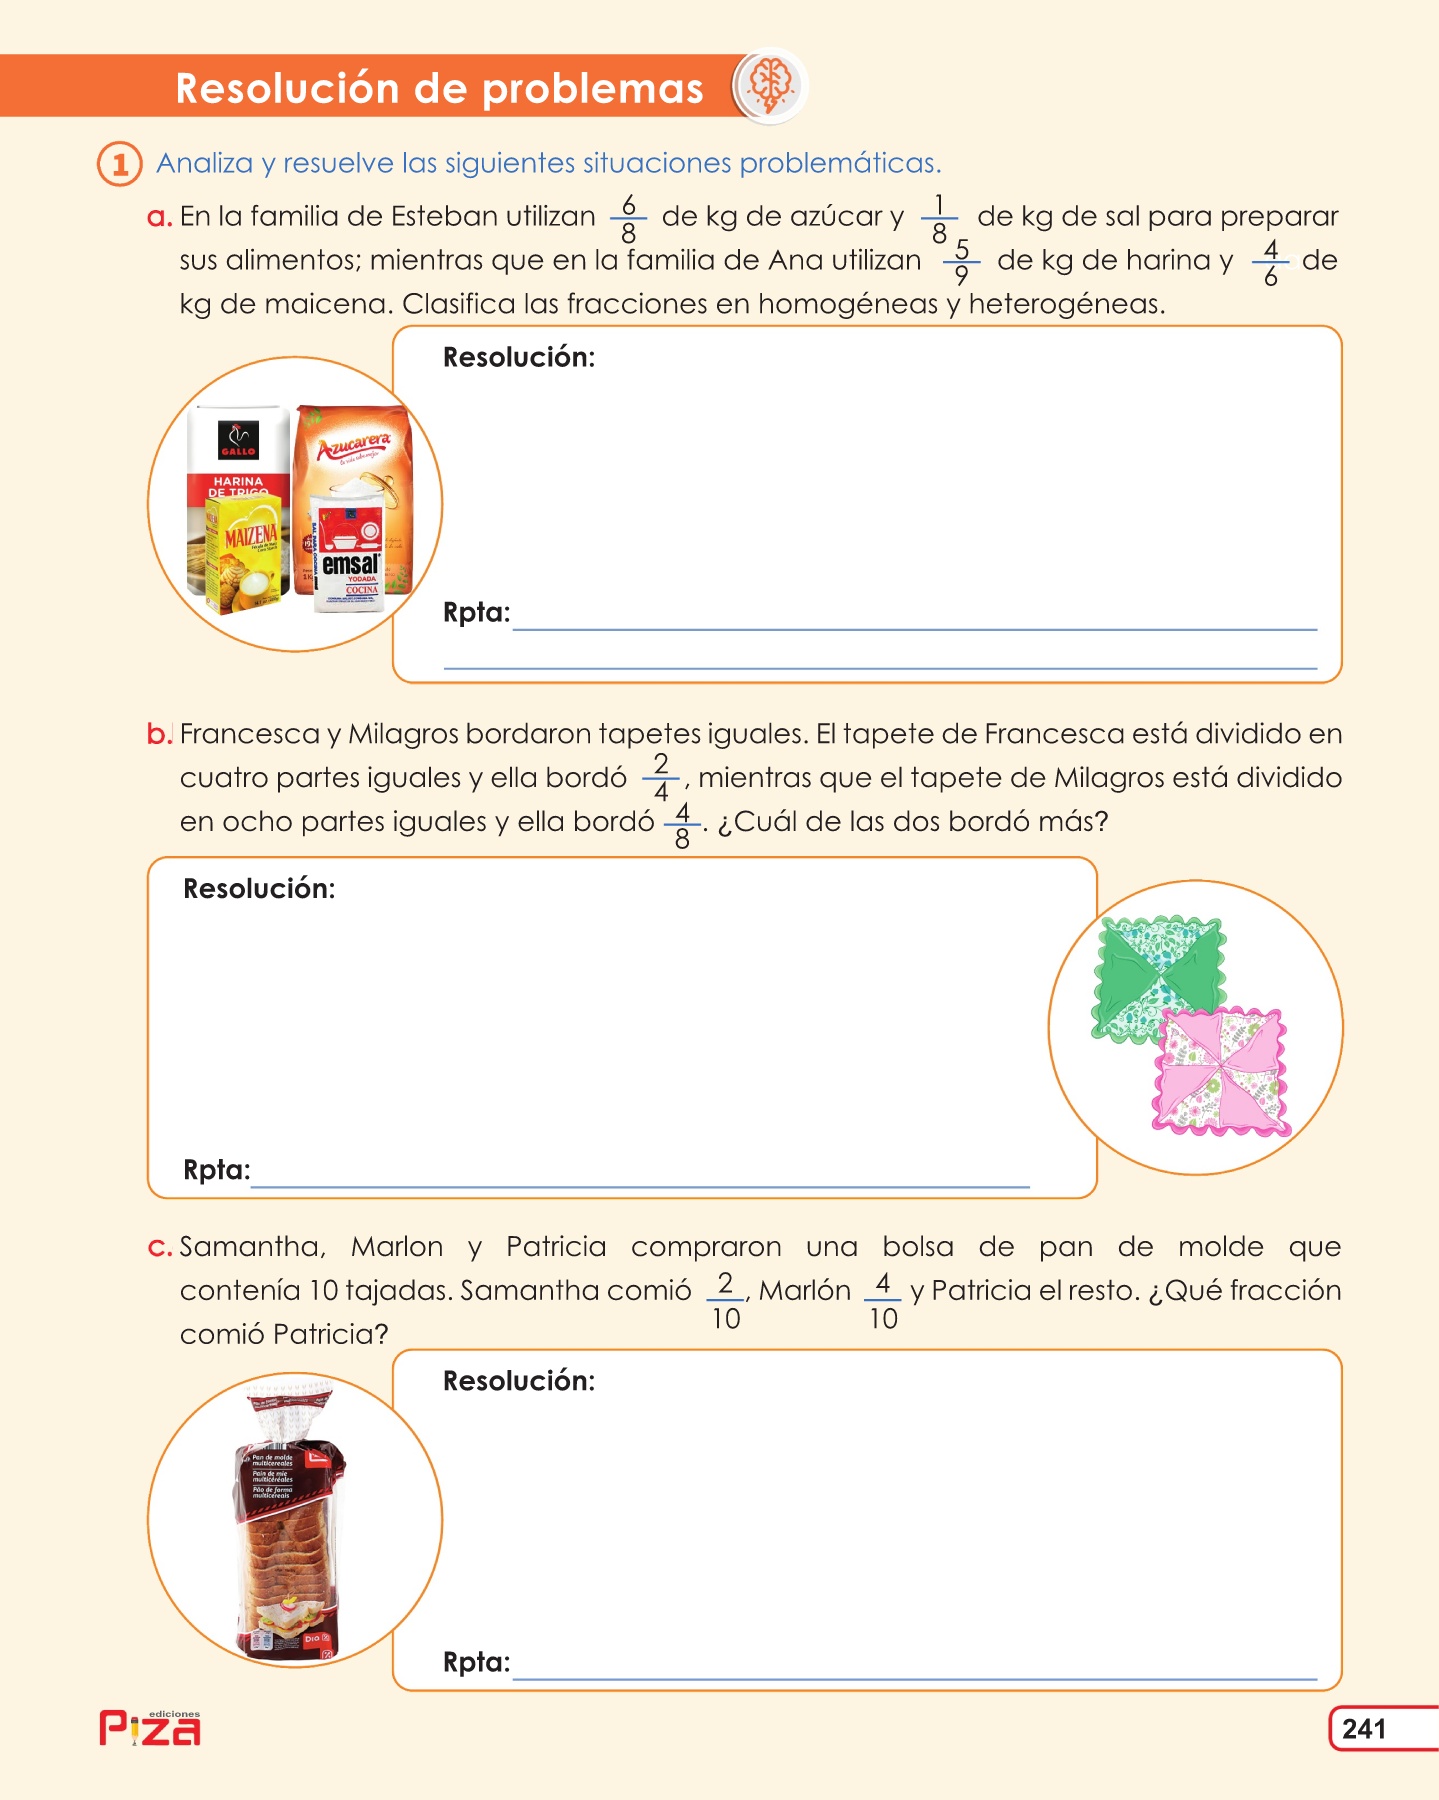 Resolución de problemas
1 Analiza y resuelve las siguientes situaciones problemáticas.
a. En la familia de Esteban utilizan 6/8 de kg de azúcar y 1/8 de kg de sal para preparar
sus alimentos; mientras que en la familia de Ana utilizan 5/9 de kg de harina y 4/6 de
kg de maicena. Clasifica las fracciones en homogéneas y heterogéneas.
Resolución:
GALLO
HARINA
DE TRIGO
Azucarera
MAIZENA
emsal
YODADA
COCINA
Rpta:
b. Francesca y Milagros bordaron tapetes iguales. El tapete de Francesca está dividido en
cuatro partes iguales y ella bordó 2/4, mientras que el tapete de Milagros está dividido
en ocho partes iguales y ella bordó 4/8. ¿Cuál de las dos bordó más?
Resolución:
Rpta:
c. Samantha, Marlon y Patricia compraron una bolsa de pan de molde que
contenía 10 tajadas. Samantha comió 2/10, Marlón 4/10 y Patricia el resto. ¿Qué fracción
comió Patricia?
Resolución:
Pan de molde
multicereales
Pain de mie
multicéréales
Pão de forma
multicereais
Dia
Rpta:
ediciones
Piza
241